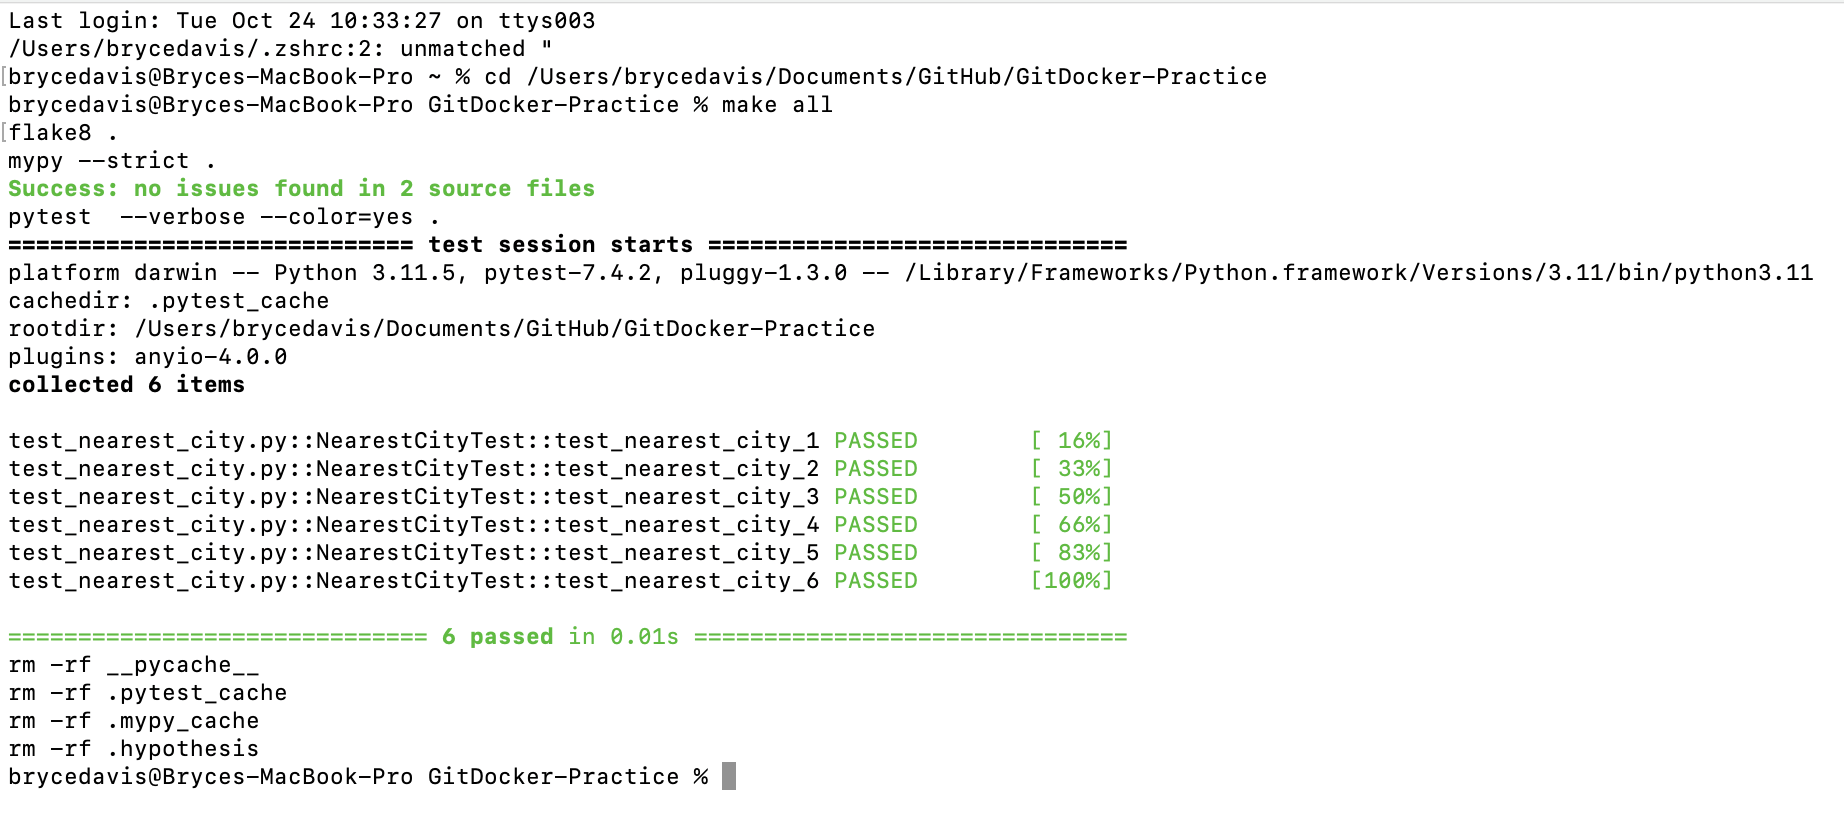 Last login: Tue Oct 24 10:33:27 on ttys003
/Users/brycedavis/.zshrc:2: unmatched "
[brycedavis@Bryces-MacBook-Pro ~ % cd /Users/brycedavis/Documents/GitHub/GitDocker-Practice
brycedavis@Bryces-MacBook-Pro GitDocker-Practice % make all
[flake8 .
mypy --strict .
Success: no issues found in 2 source files
pytest  --verbose --color=yes .
============================= test session starts ==============================
platform darwin -- Python 3.11.5, pytest-7.4.2, pluggy-1.3.0 -- /Library/Frameworks/Python.framework/Versions/3.11/bin/python3.11
cachedir: .pytest_cache
rootdir: /Users/brycedavis/Documents/GitHub/GitDocker-Practice
plugins: anyio-4.0.0
collected 6 items
test_nearest_city.py::NearestCityTest::test_nearest_city_1 PASSED        [ 16%]
test_nearest_city.py::NearestCityTest::test_nearest_city_2 PASSED        [ 33%]
test_nearest_city.py::NearestCityTest::test_nearest_city_3 PASSED        [ 50%]
test_nearest_city.py::NearestCityTest::test_nearest_city_4 PASSED        [ 66%]
test_nearest_city.py::NearestCityTest::test_nearest_city_5 PASSED        [ 83%]
test_nearest_city.py::NearestCityTest::test_nearest_city_6 PASSED        [100%]
============================== 6 passed in 0.01s ===============================
rm -rf __pycache__
rm -rf .pytest_cache
rm -rf .mypy_cache
rm -rf .hypothesis
brycedavis@Bryces-MacBook-Pro GitDocker-Practice %